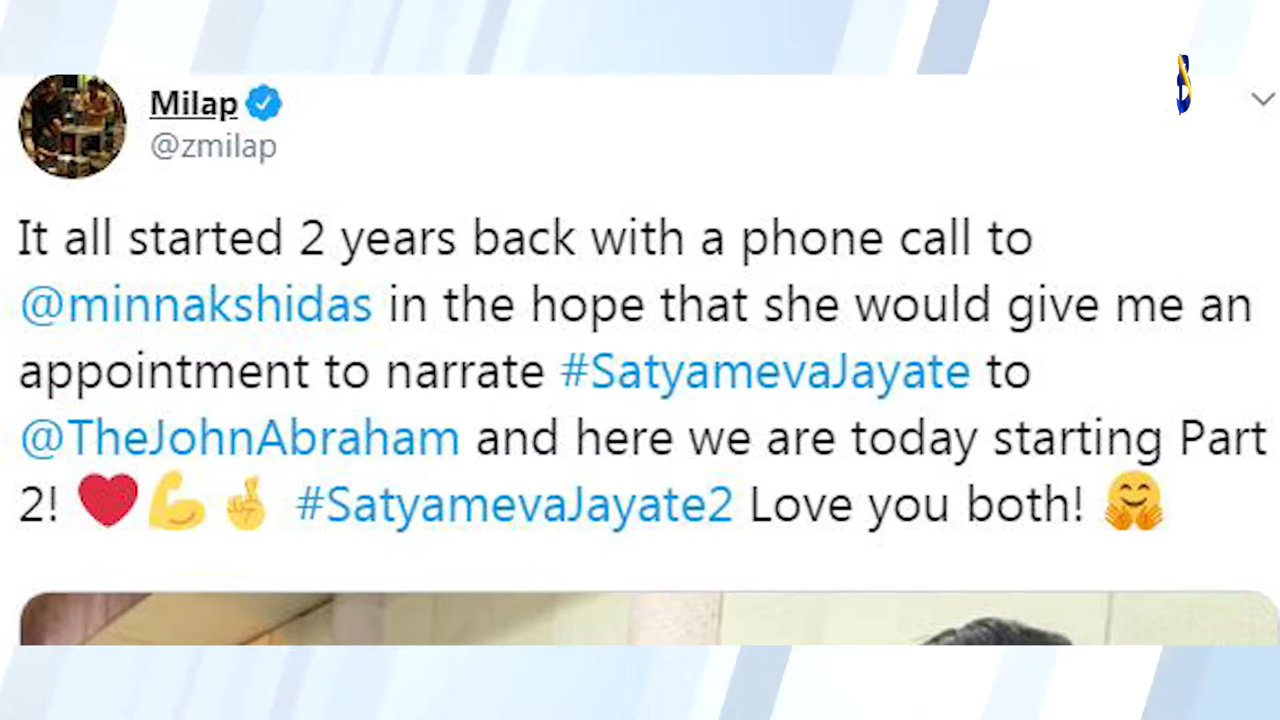 Milap
@zmilap
It all started 2 years back with a phone call to
@minnakshidas in the hope that she would give me an
appointment to narrate #SatyamevaJayate to
@TheJohnAbraham and here we are today starting Part
2! ❤️💪🤞 #SatyamevaJayate2 Love you both! 🤗